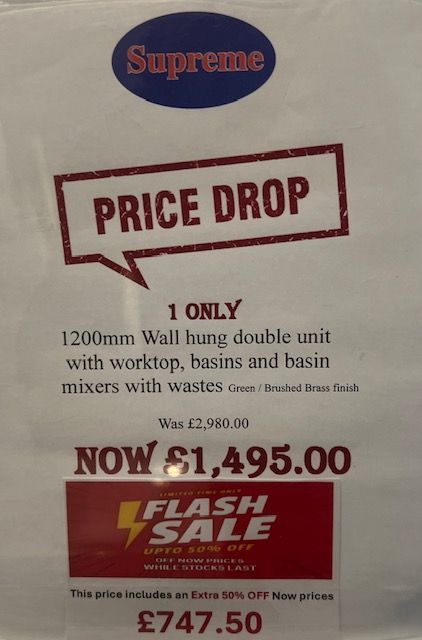 Supreme
PRICE DROP
1 ONLY
1200mm Wall hung double unit
with worktop, basins and basin
mixers with wastes Green / Brushed Brass finish
Was £2,980.00
NOW £1,495.00
LIMITED TIME ONLY
FLASH
SALE
UPTO 50% OFF
OFF NOW PRICES
WHILE STOCKS LAST
This price includes an Extra 50% OFF Now prices
£747.50